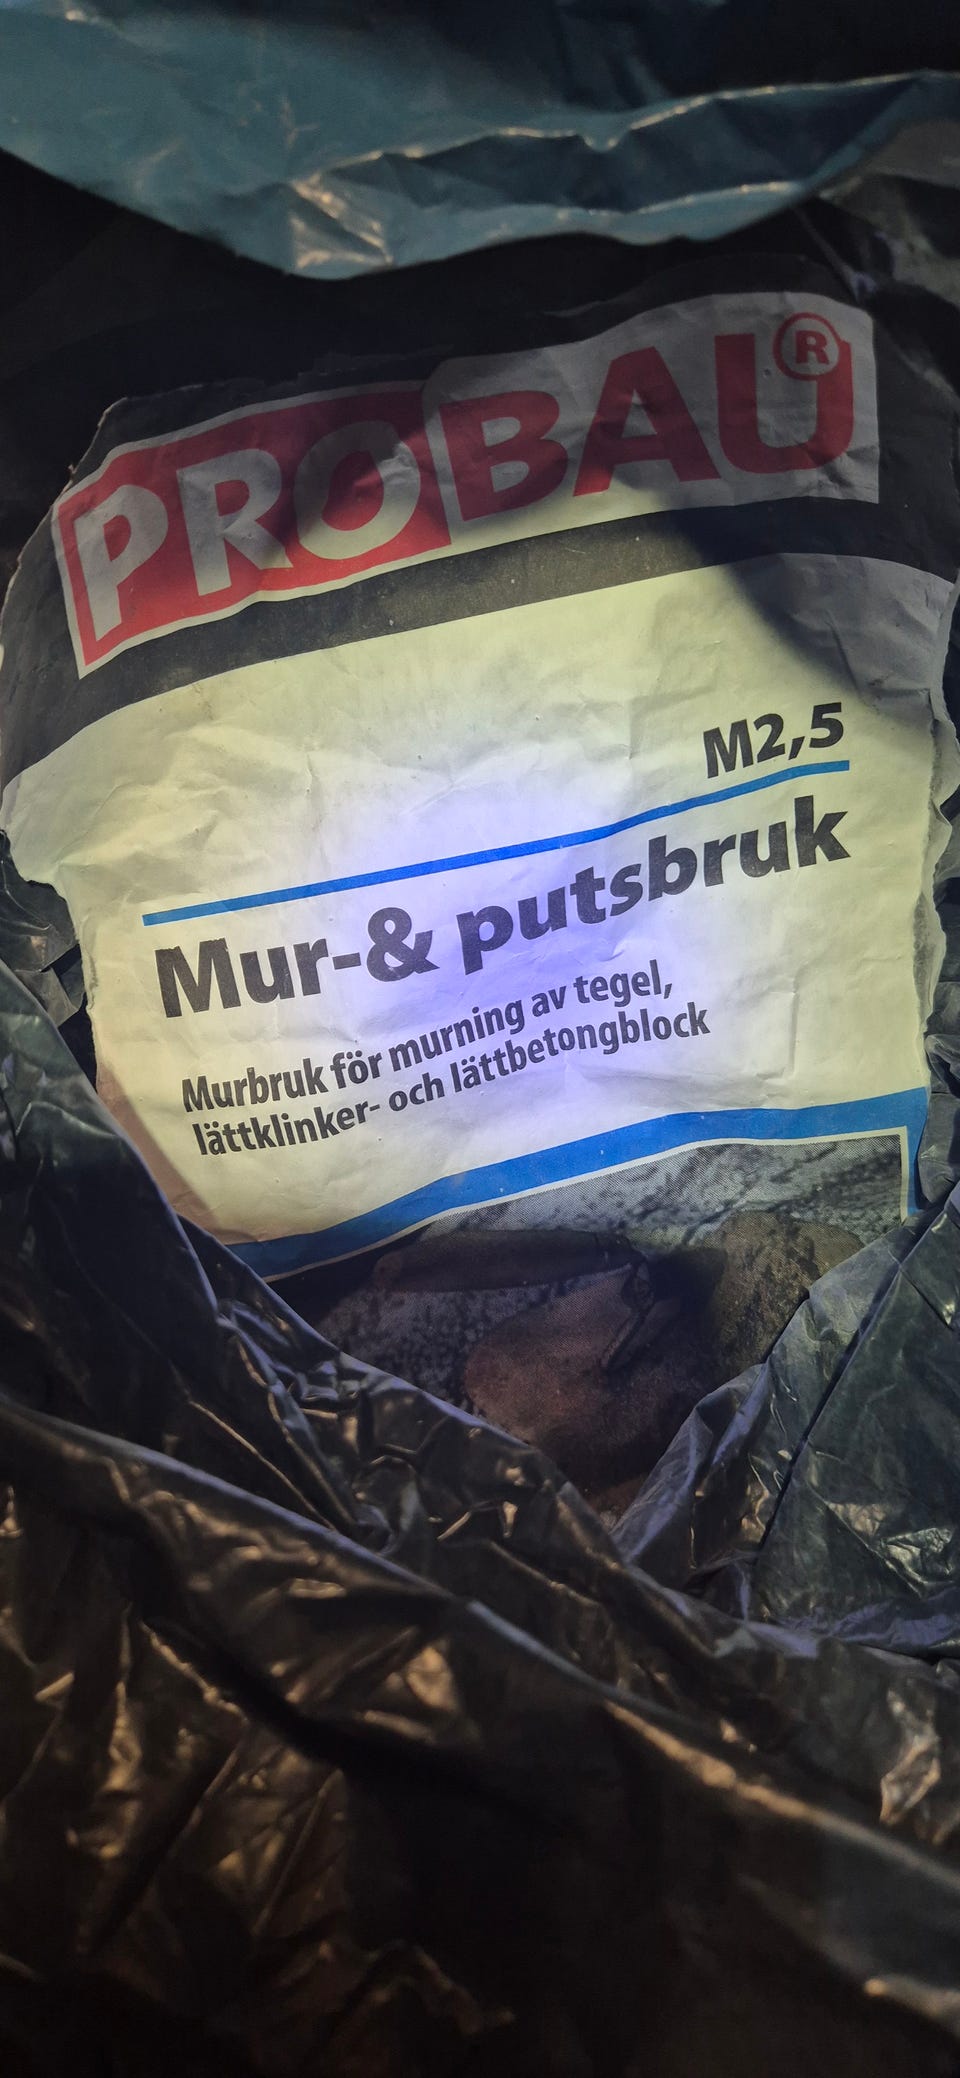 PROBAU®
M2,5
Mur-& putsbruk
Murbruk för murning av tegel,
lättklinker- och lättbetongblock